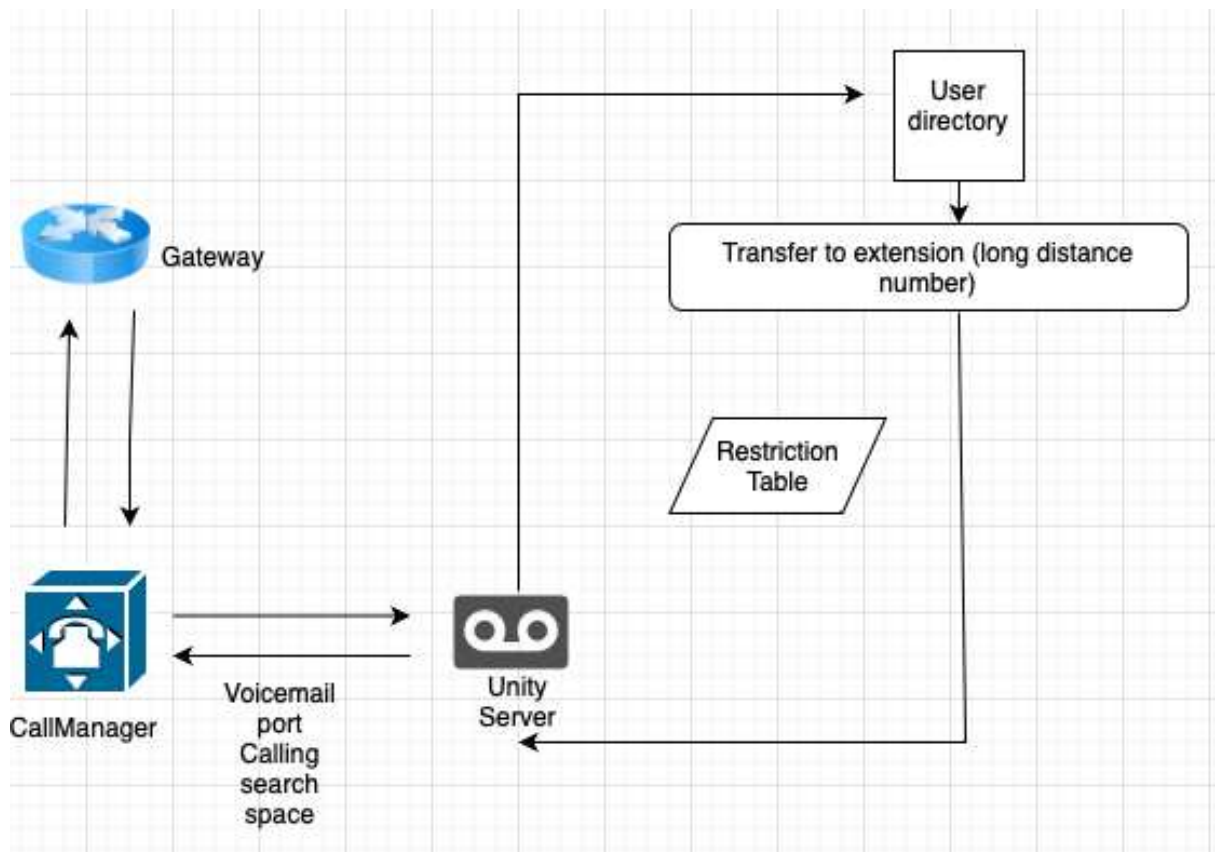 User
directory
Gateway
Transfer to extension (long distance
number)
Restriction
Table
CallManager
Voicemail
port
Calling
search
space
Unity
Server